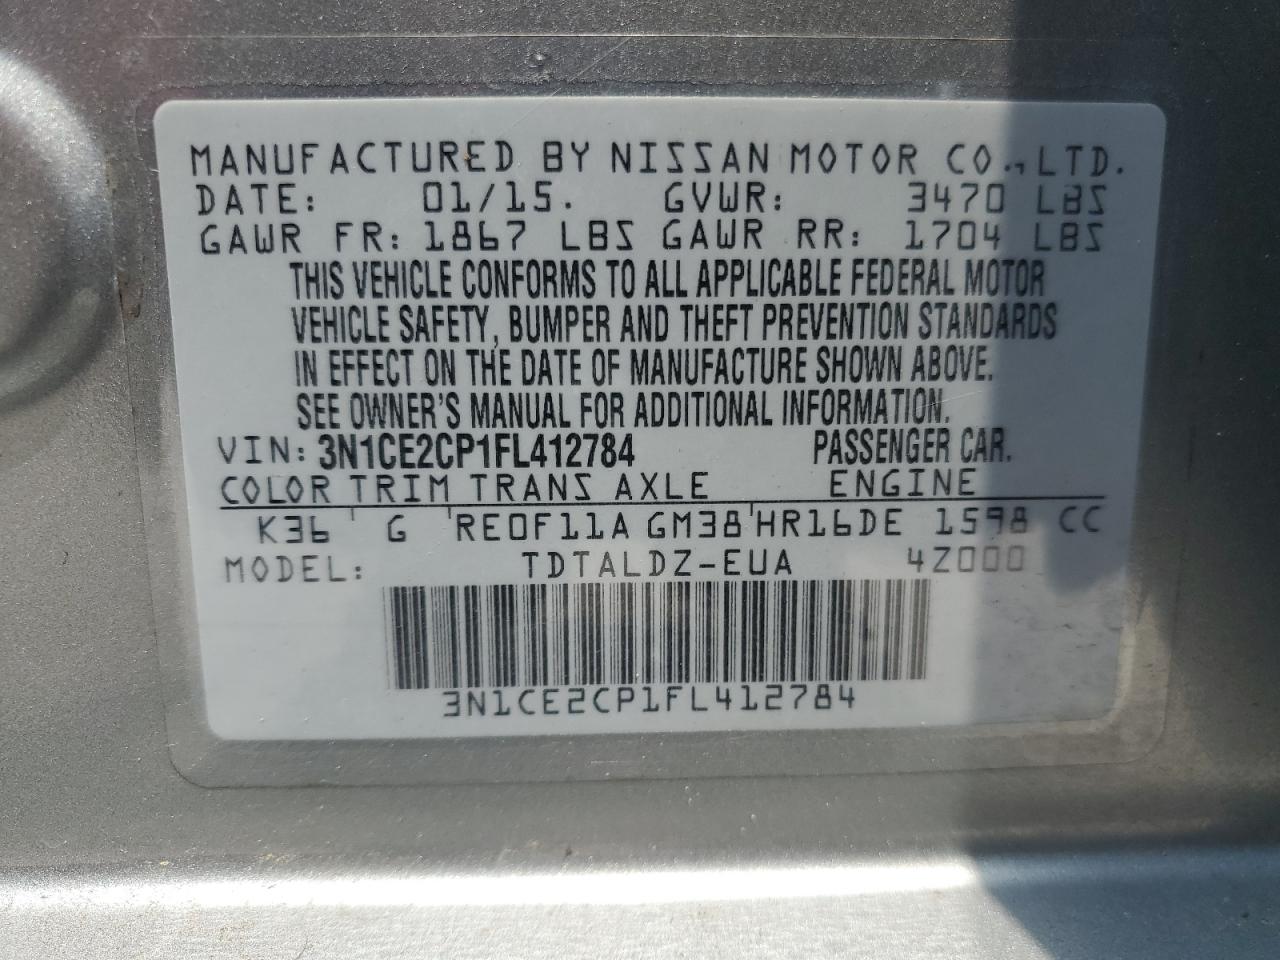 MANUFACTURED BY NISSAN MOTOR CO., LTD.
DATE: 01/15. GVWR: 3470 LBS
GAWR FR: 1867 LBS GAWR RR: 1704 LBS
THIS VEHICLE CONFORMS TO ALL APPLICABLE FEDERAL MOTOR
VEHICLE SAFETY, BUMPER AND THEFT PREVENTION STANDARDS
IN EFFECT ON THE DATE OF MANUFACTURE SHOWN ABOVE.
SEE OWNER'S MANUAL FOR ADDITIONAL INFORMATION.
VIN: 3N1CE2CP1FL412784 PASSENGER CAR.
COLOR TRIM TRANS AXLE ENGINE
K36 G RE0F11A GM38 HR16DE 1598 CC
MODEL: TDTALDZ-EUA 4Z000
3N1CE2CP1FL412784